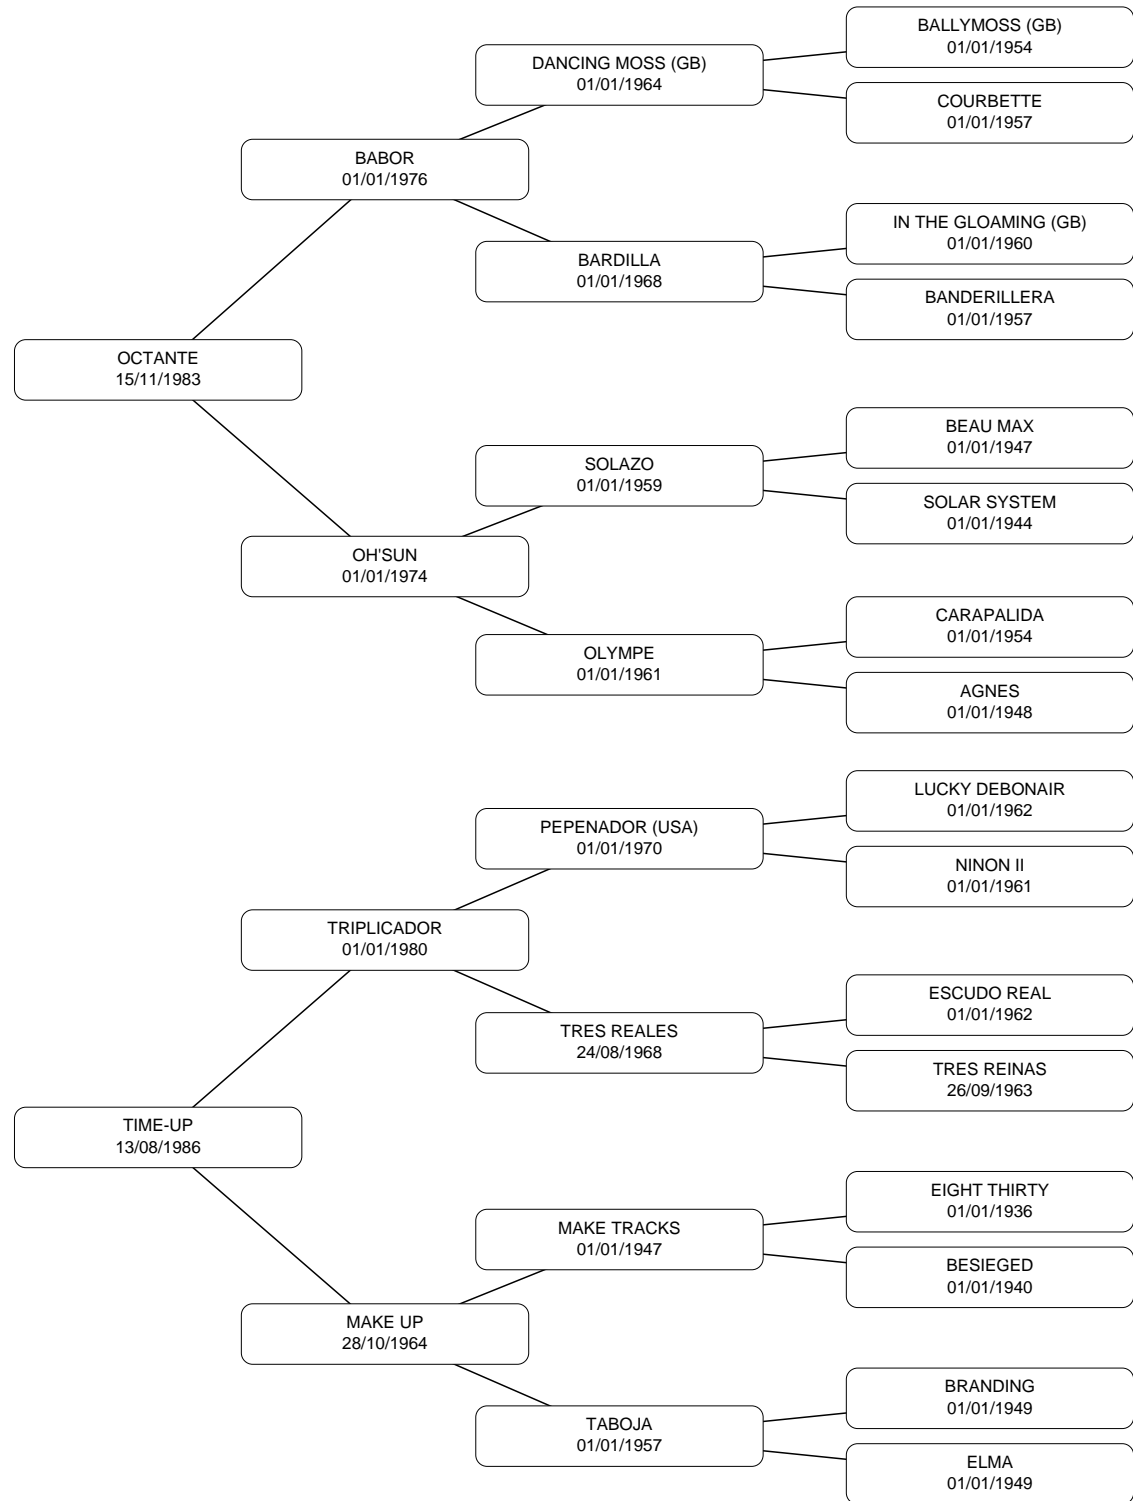 BALLYMOSS (GB)
01/01/1954
DANCING MOSS (GB)
01/01/1964
COURBETTE
01/01/1957
BABOR
01/01/1976
IN THE GLOAMING (GB)
01/01/1960
BARDILLA
01/01/1968
BANDERILLERA
01/01/1957
OCTANTE
15/11/1983
BEAU MAX
01/01/1947
SOLAZO
01/01/1959
SOLAR SYSTEM
01/01/1944
OH'SUN
01/01/1974
CARAPALIDA
01/01/1954
OLYMPE
01/01/1961
AGNES
01/01/1948
LUCKY DEBONAIR
01/01/1962
PEPENADOR (USA)
01/01/1970
NINON II
01/01/1961
TRIPLICADOR
01/01/1980
ESCUDO REAL
01/01/1962
TRES REALES
24/08/1968
TRES REINAS
26/09/1963
TIME-UP
13/08/1986
EIGHT THIRTY
01/01/1936
MAKE TRACKS
01/01/1947
BESIEGED
01/01/1940
MAKE UP
28/10/1964
BRANDING
01/01/1949
TABOJA
01/01/1957
ELMA
01/01/1949